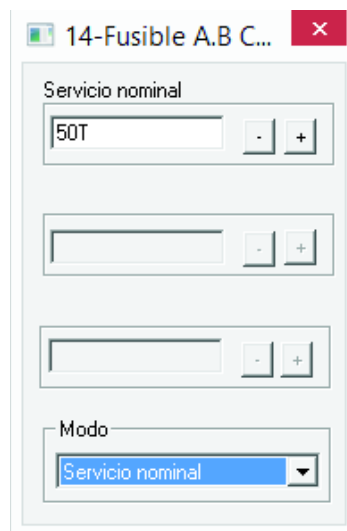 14-Fusible A.B C...
Servicio nominal
50T
- +
- +
- +
Modo
Servicio nominal